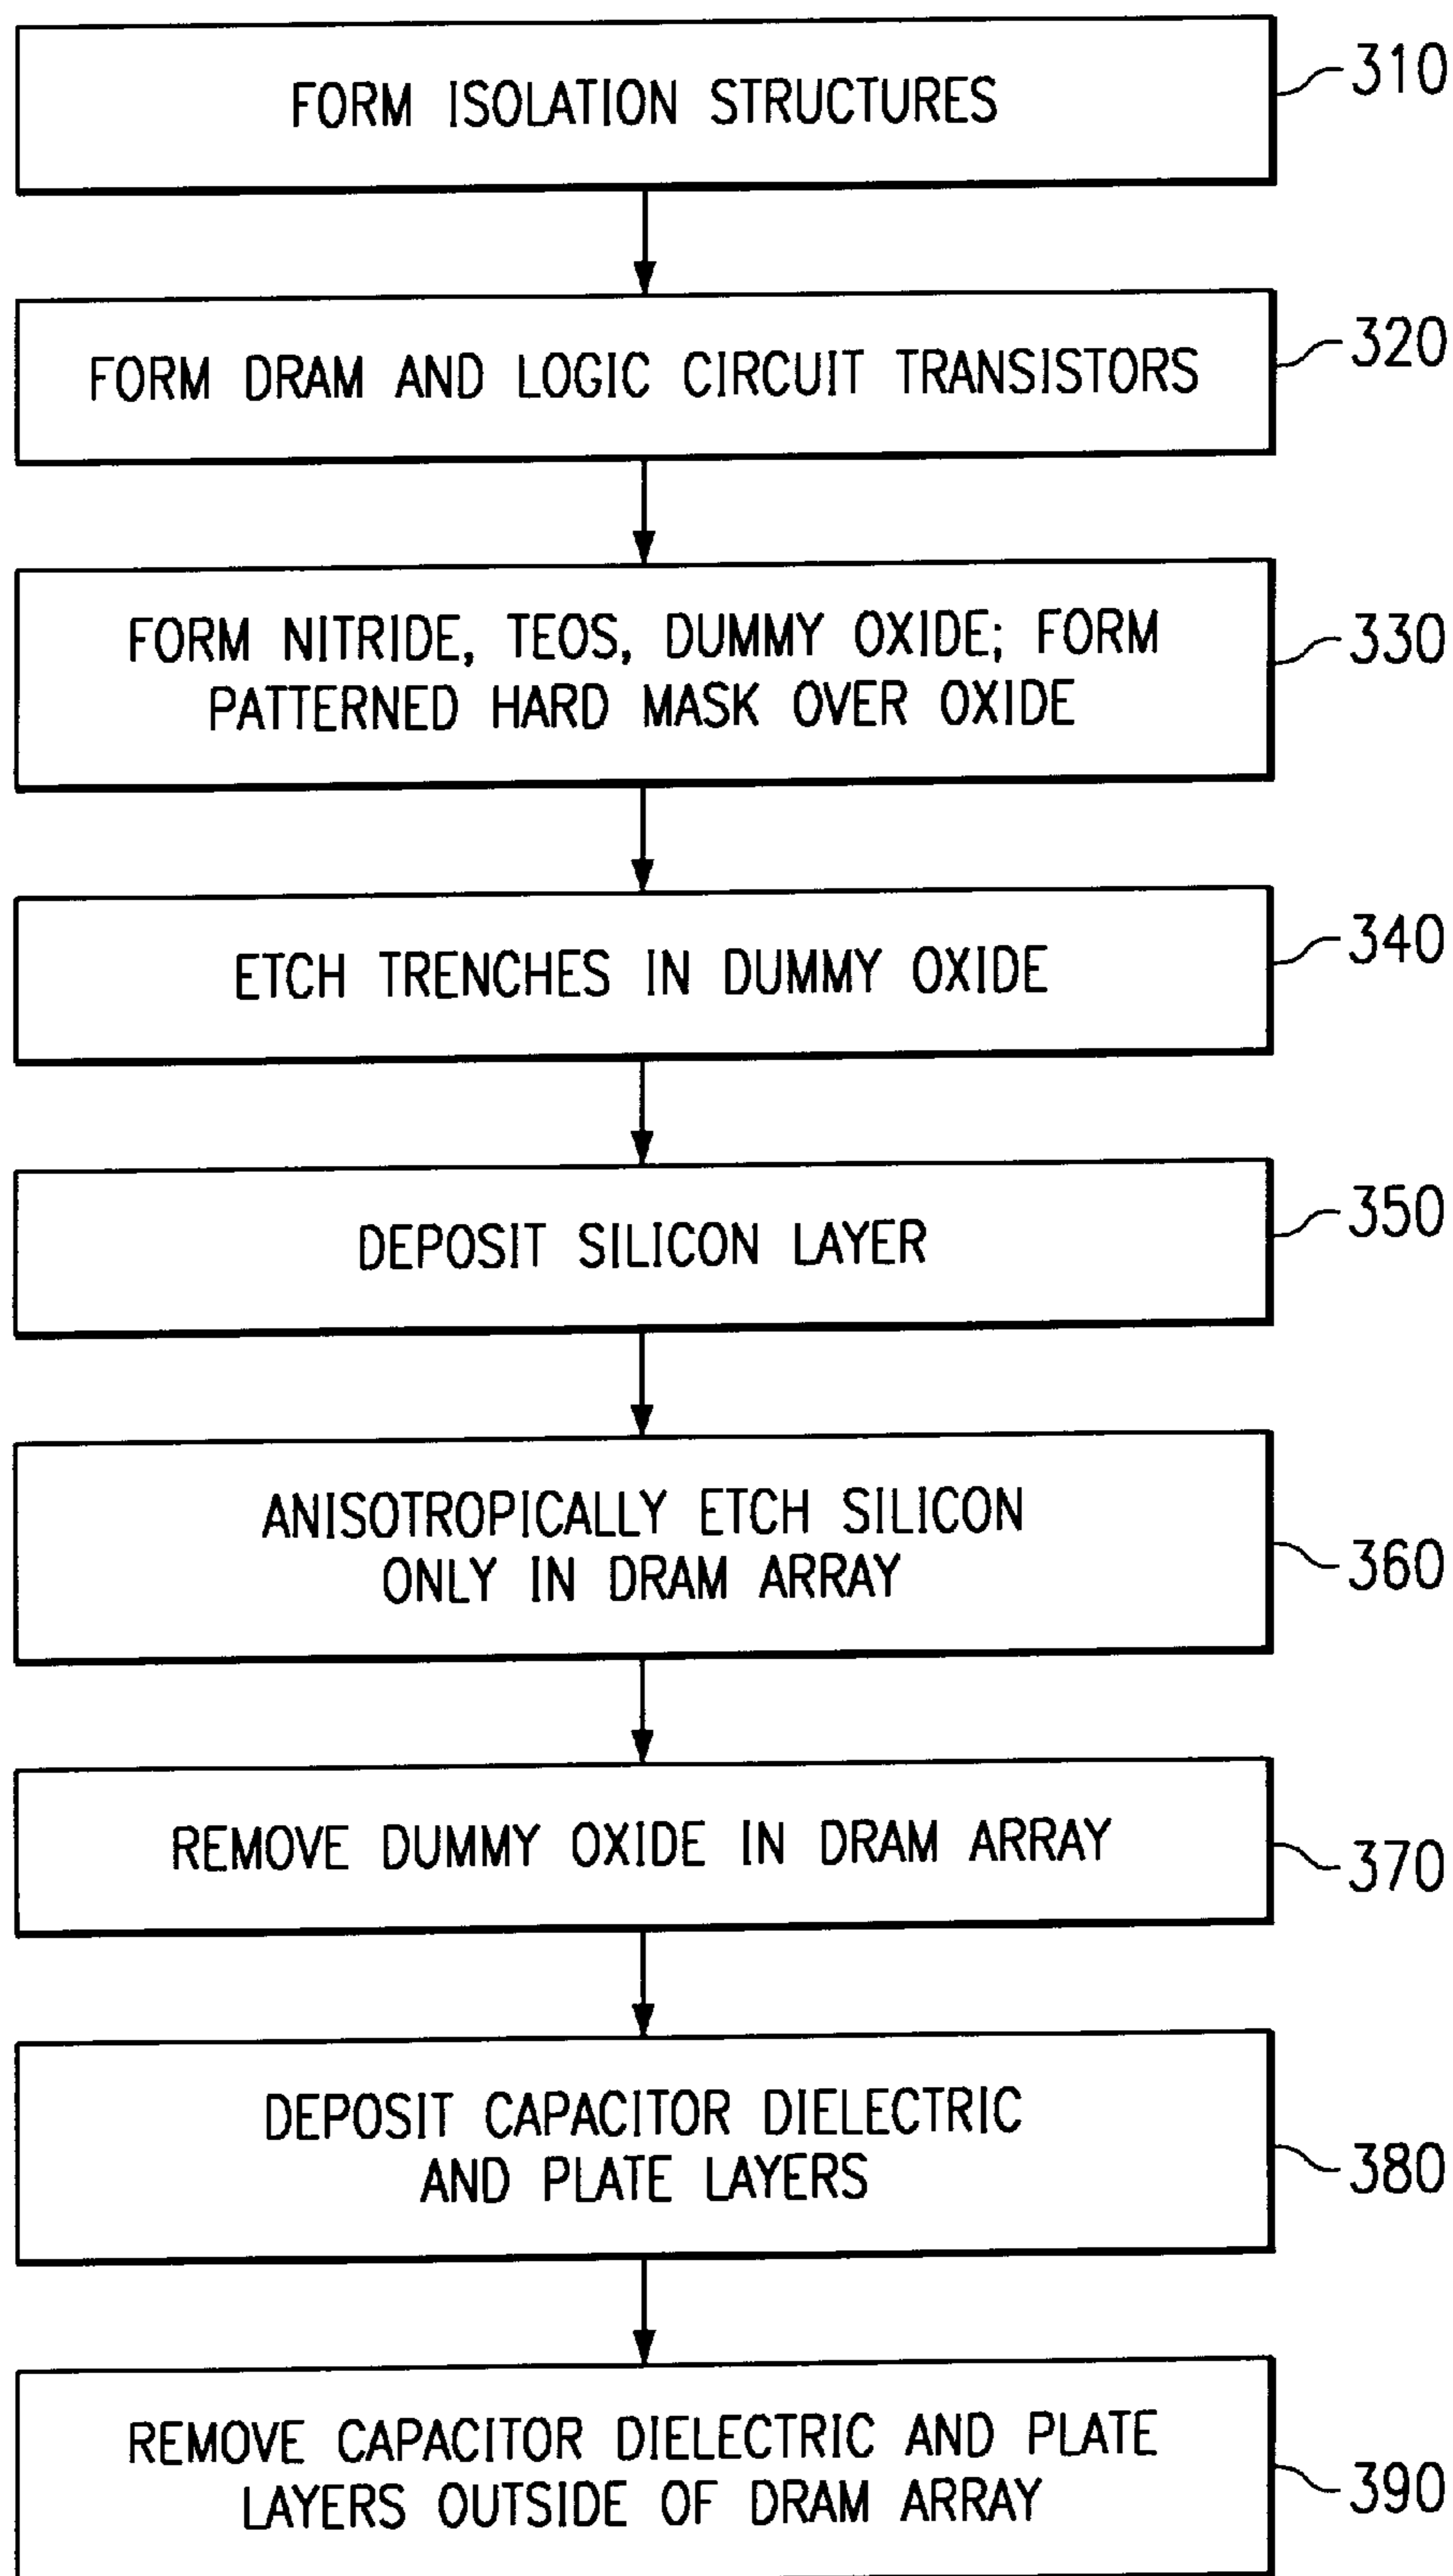 FORM ISOLATION STRUCTURES
310
FORM DRAM AND LOGIC CIRCUIT TRANSISTORS
320
FORM NITRIDE, TEOS, DUMMY OXIDE; FORM
PATTERNED HARD MASK OVER OXIDE
330
ETCH TRENCHES IN DUMMY OXIDE
340
DEPOSIT SILICON LAYER
350
ANISOTROPICALLY ETCH SILICON
ONLY IN DRAM ARRAY
360
REMOVE DUMMY OXIDE IN DRAM ARRAY
370
DEPOSIT CAPACITOR DIELECTRIC
AND PLATE LAYERS
380
REMOVE CAPACITOR DIELECTRIC AND PLATE
LAYERS OUTSIDE OF DRAM ARRAY
390